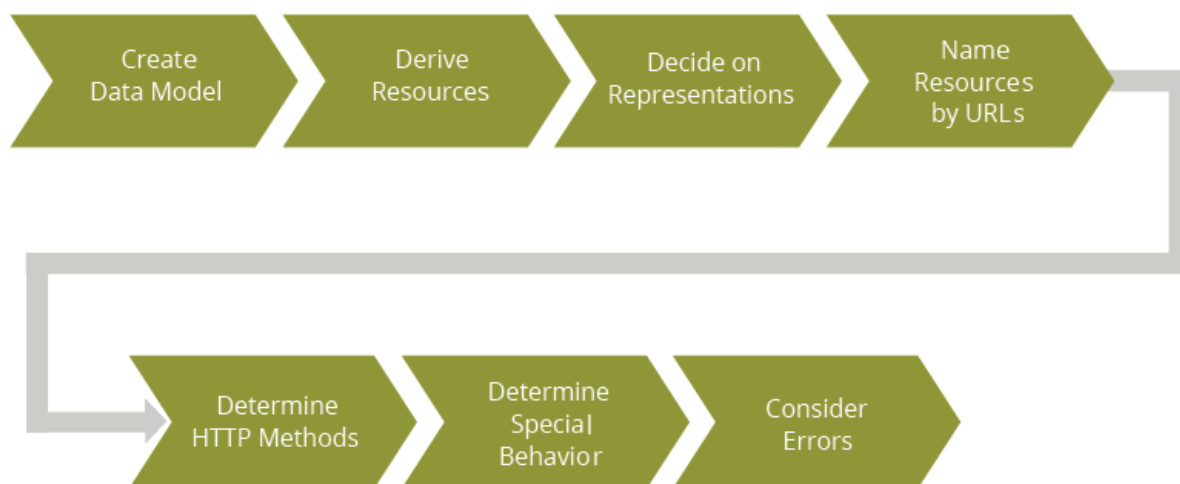 Create
Data Model
Derive
Resources
Decide on
Representations
Name
Resources
by URLs
Determine
HTTP Methods
Determine
Special
Behavior
Consider
Errors